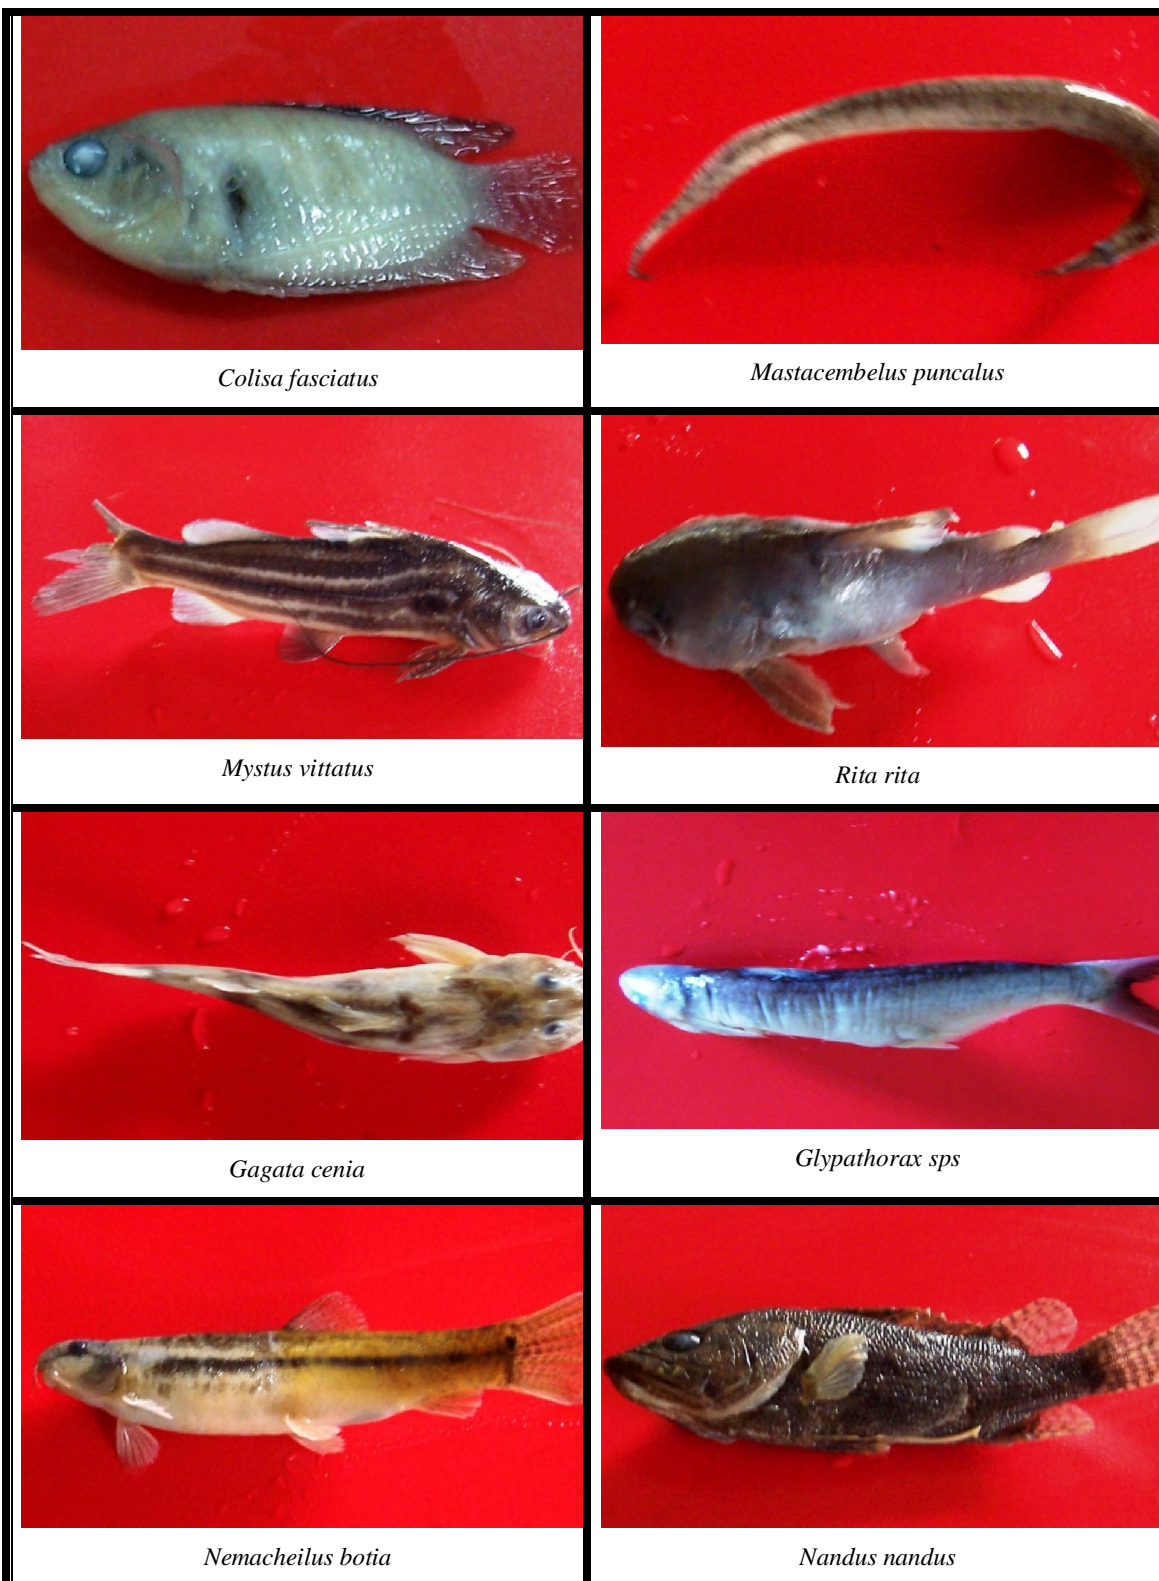 Colisa fasciatus
Mastacembelus puncalus
Mystus vittatus
Rita rita
Gagata cenia
Glypathorax sps
Nemacheilus botia
Nandus nandus